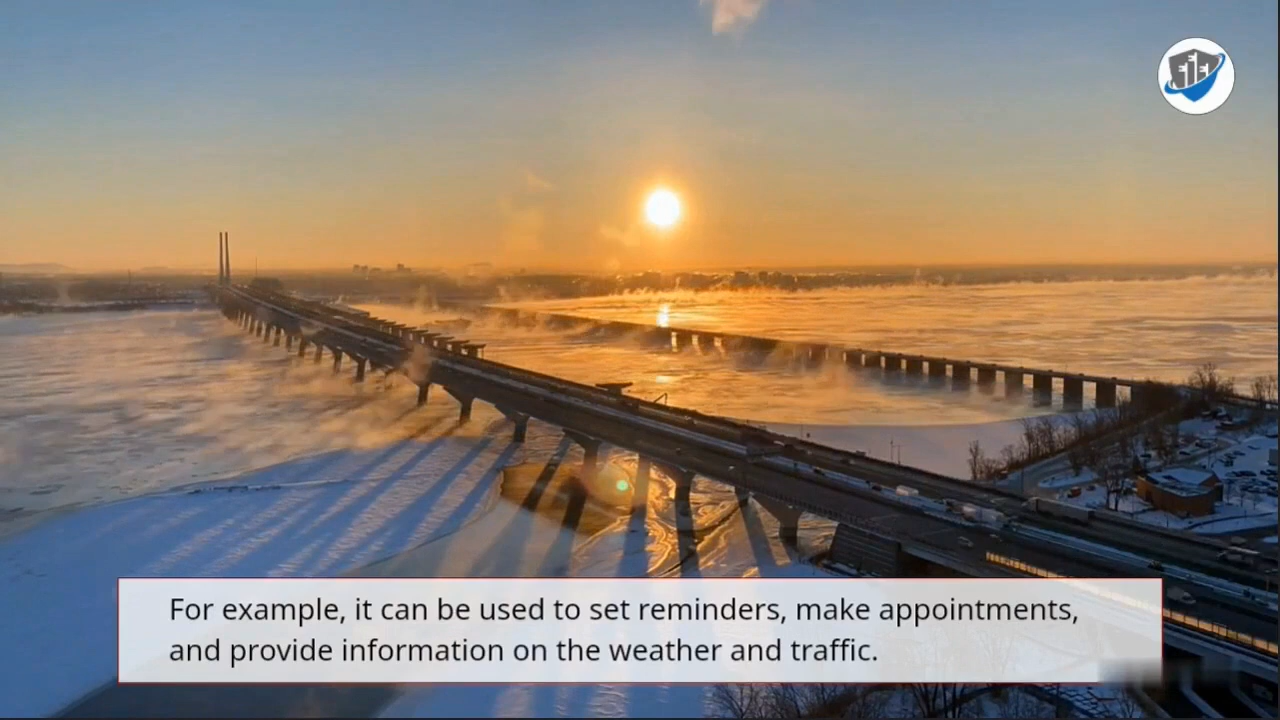 For example, it can be used to set reminders, make appointments,
and provide information on the weather and traffic.